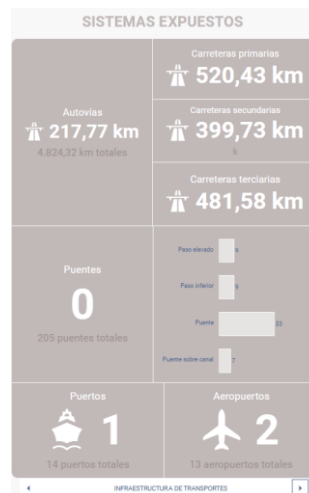 SISTEMAS EXPUESTOS
Autovías
217,77 km
4.824,32 km totales
Carreteras primarias
520,43 km
Carreteras secundarias
399,73 km
k
Carreteras terciarias
481,58 km
Puentes
0
205 puentes totales
Paso elevado
Paso inferior
Puente
33
Puente sobre canal
7
Puertos
1
14 puertos totales
Aeropuertos
2
13 aeropuertos totales
INFRAESTRUCTURA DE TRANSPORTES